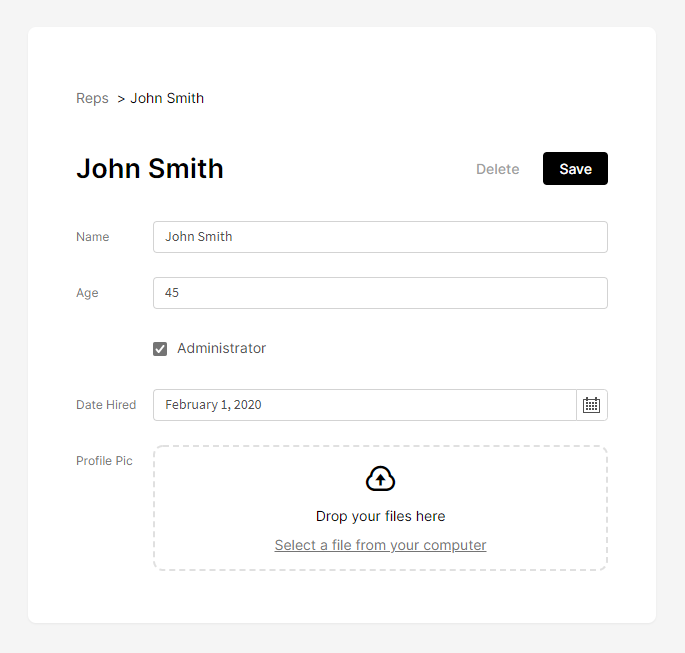 Reps > John Smith
John Smith
Delete
Save
Name
John Smith
Age
45
Administrator
Date Hired
February 1, 2020
Profile Pic
Drop your files here
Select a file from your computer